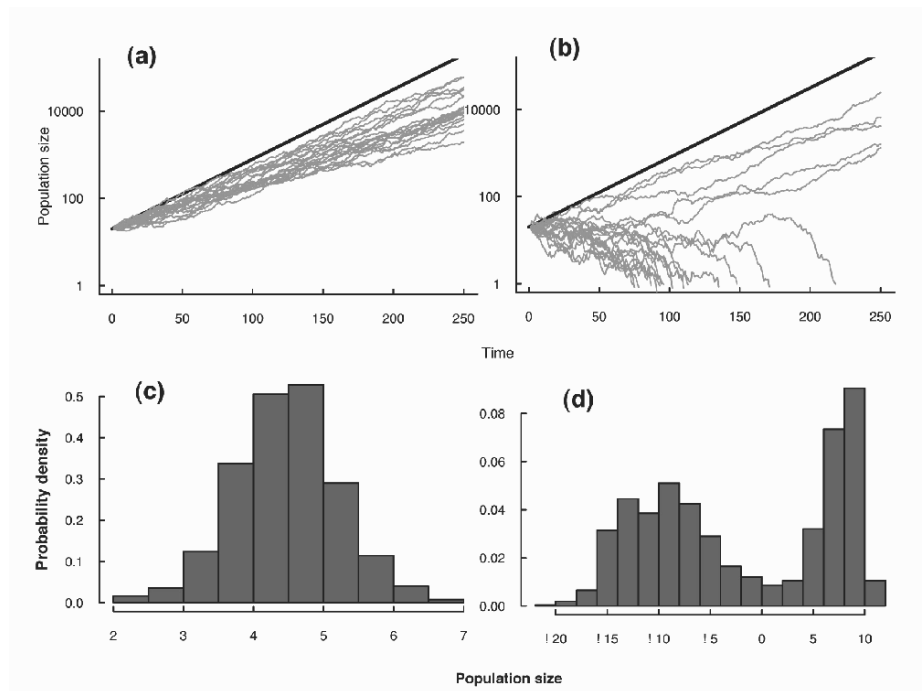 (a)
(b)
Population size
10000
100
1
0 50 100 150 200 250
10000
100
1
0 50 100 150 200 250
Time
(c)
(d)
Probability density
0.5
0.4
0.3
0.2
0.1
0.0
2 3 4 5 6 7
0.08
0.06
0.04
0.02
0.00
! 20 ! 15 ! 10 ! 5 0 5 10
Population size